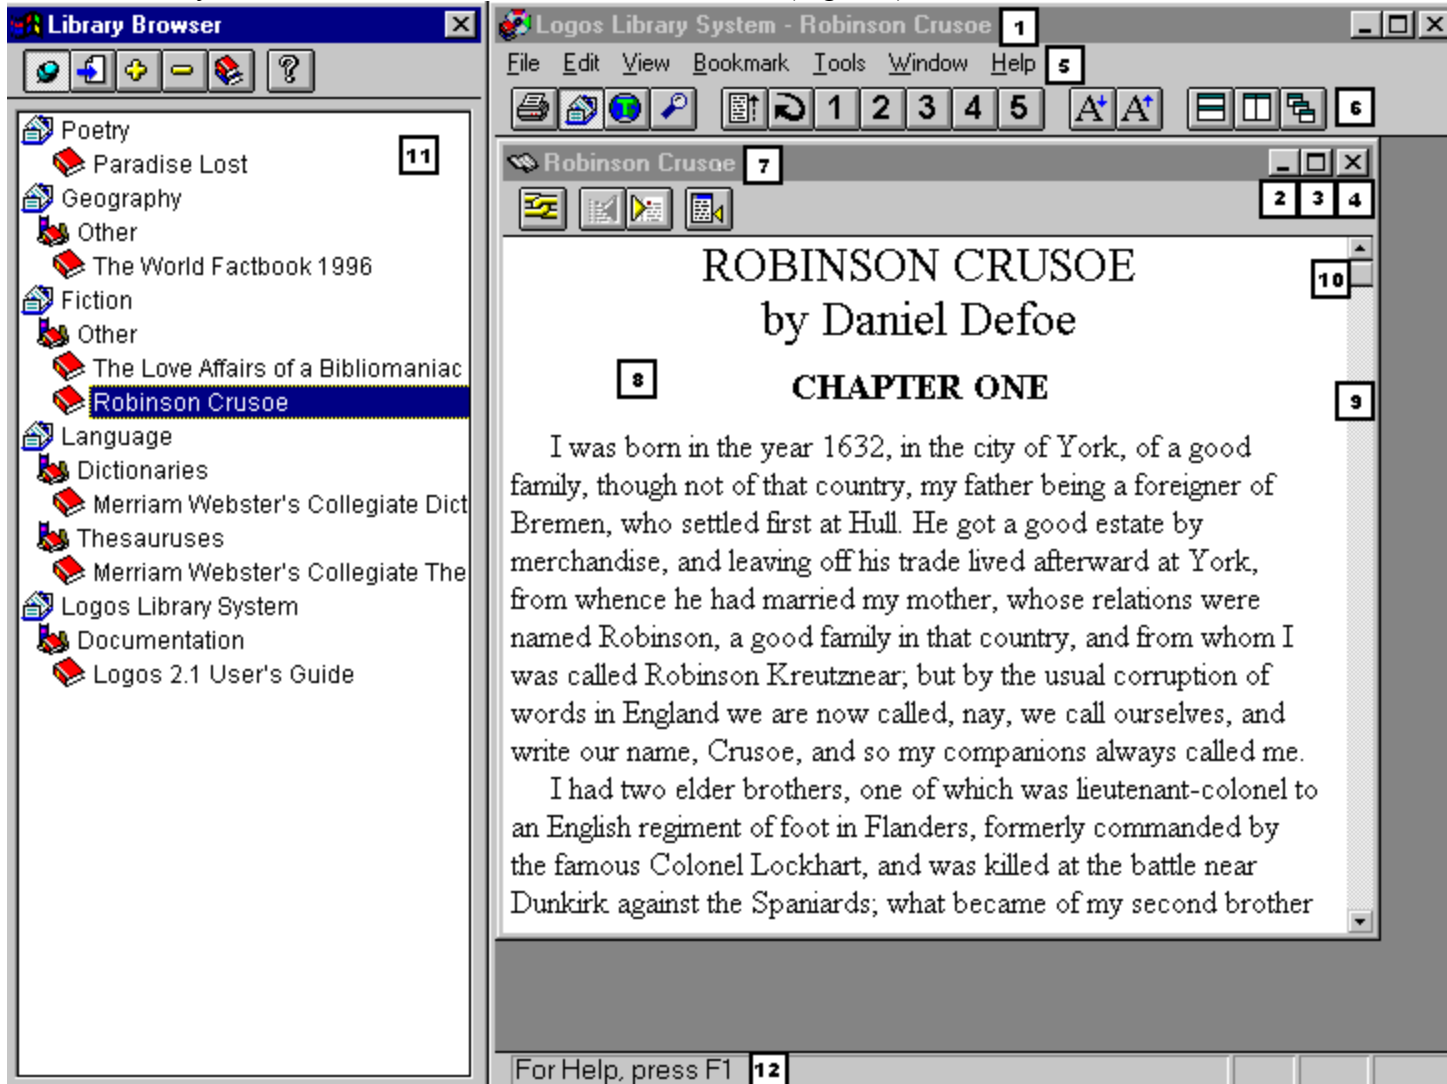 Library Browser
Poetry
Paradise Lost
11
Geography
Other
The World Factbook 1996
Fiction
Other
The Love Affairs of a Bibliomaniac
Robinson Crusoe
Language
Dictionaries
Merriam Webster's Collegiate Dict
Thesauruses
Merriam Webster's Collegiate The
Logos Library System
Documentation
Logos 2.1 User's Guide
Logos Library System - Robinson Crusoe 1
File Edit View Bookmark Tools Window Help 5
1 2 3 4 5 A A 6
Robinson Crusoe 7
2 3 4
ROBINSON CRUSOE
10
by Daniel Defoe
8 CHAPTER ONE
9
I was born in the year 1632, in the city of York, of a good
family, though not of that country, my father being a foreigner of
Bremen, who settled first at Hull. He got a good estate by
merchandise, and leaving off his trade lived afterward at York,
from whence he had married my mother, whose relations were
named Robinson, a good family in that country, and from whom I
was called Robinson Kreutznear; but by the usual corruption of
words in England we are now called, nay, we call ourselves, and
write our name, Crusoe, and so my companions always called me.
I had two elder brothers, one of which was lieutenant-colonel to
an English regiment of foot in Flanders, formerly commanded by
the famous Colonel Lockhart, and was killed at the battle near
Dunkirk against the Spaniards; what became of my second brother
For Help, press F1 12